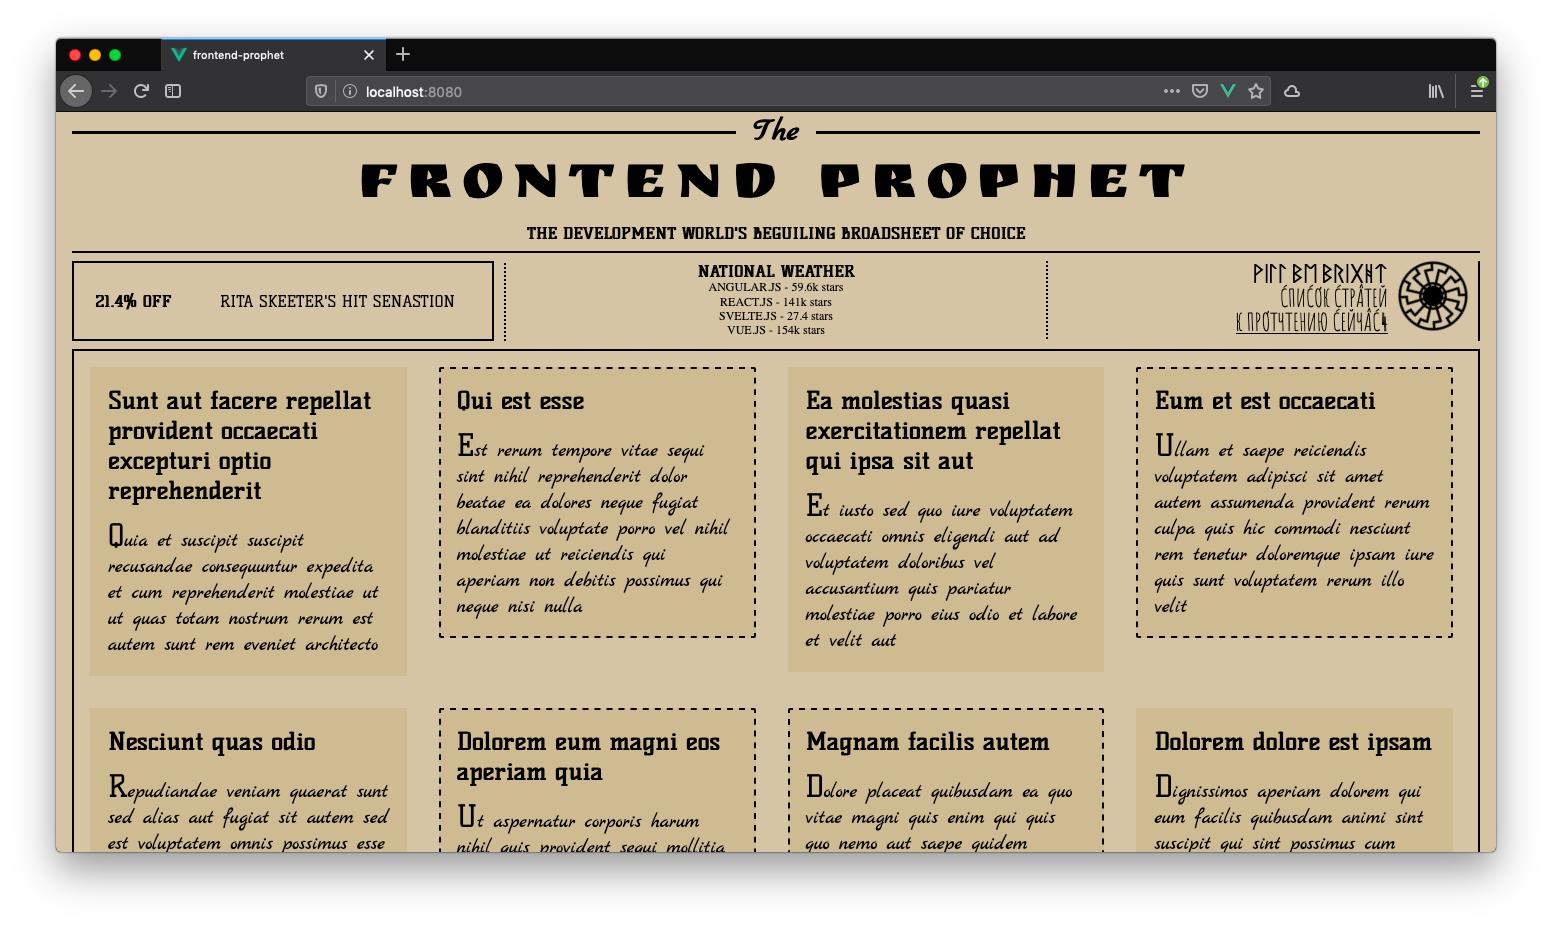 frontend-prophet
localhost:8080
The
FRONTEND PROPHET
THE DEVELOPMENT WORLD'S BEGUILING BROADSHEET OF CHOICE
21.4% OFF RITA SKEETER'S HIT SENASTION
NATIONAL WEATHER
ANGULAR.JS - 59.6k stars
REACT.JS - 141k stars
SVELTE.JS - 27.4 stars
VUE.JS - 154k stars
Sunt aut facere repellat
provident occaecati
excepturi optio
reprehenderit
Quia et suscipit suscipit
recusandae consequuntur expedita
et cum reprehenderit molestiae ut
ut quas totam nostrum rerum est
autem sunt rem eveniet architecto
Qui est esse
Est rerum tempore vitae sequi
sint nihil reprehenderit dolor
beatae ea dolores neque fugiat
blanditiis voluptate porro vel nihil
molestiae ut reiciendis qui
aperiam non debitis possimus qui
neque nisi nulla
Ea molestias quasi
exercitationem repellat
qui ipsa sit aut
Et iusto sed quo iure voluptatem
occaecati omnis eligendi aut ad
voluptatem doloribus vel
accusantium quis pariatur
molestiae porro eius odio et labore
et velit aut
Eum et est occaecati
Ullam et saepe reiciendis
voluptatem adipisci sit amet
autem assumenda provident rerum
culpa quis hic commodi nesciunt
rem tenetur doloremque ipsam iure
quis sunt voluptatem rerum illo
velit
Nesciunt quas odio
Repudiandae veniam quaerat sunt
sed alias aut fugiat sit autem sed
est voluptatem omnis possimus esse
Dolorem eum magni eos
aperiam quia
Ut aspernatur corporis harum
nihil quis provident sequi mollitia
Magnam facilis autem
Dolore placeat quibusdam ea quo
vitae magni quis enim qui quis
quo nemo aut saepe quidem
Dolorem dolore est ipsam
Dignissimos aperiam dolorem qui
eum facilis quibusdam animi sint
suscipit qui sint possimus cum